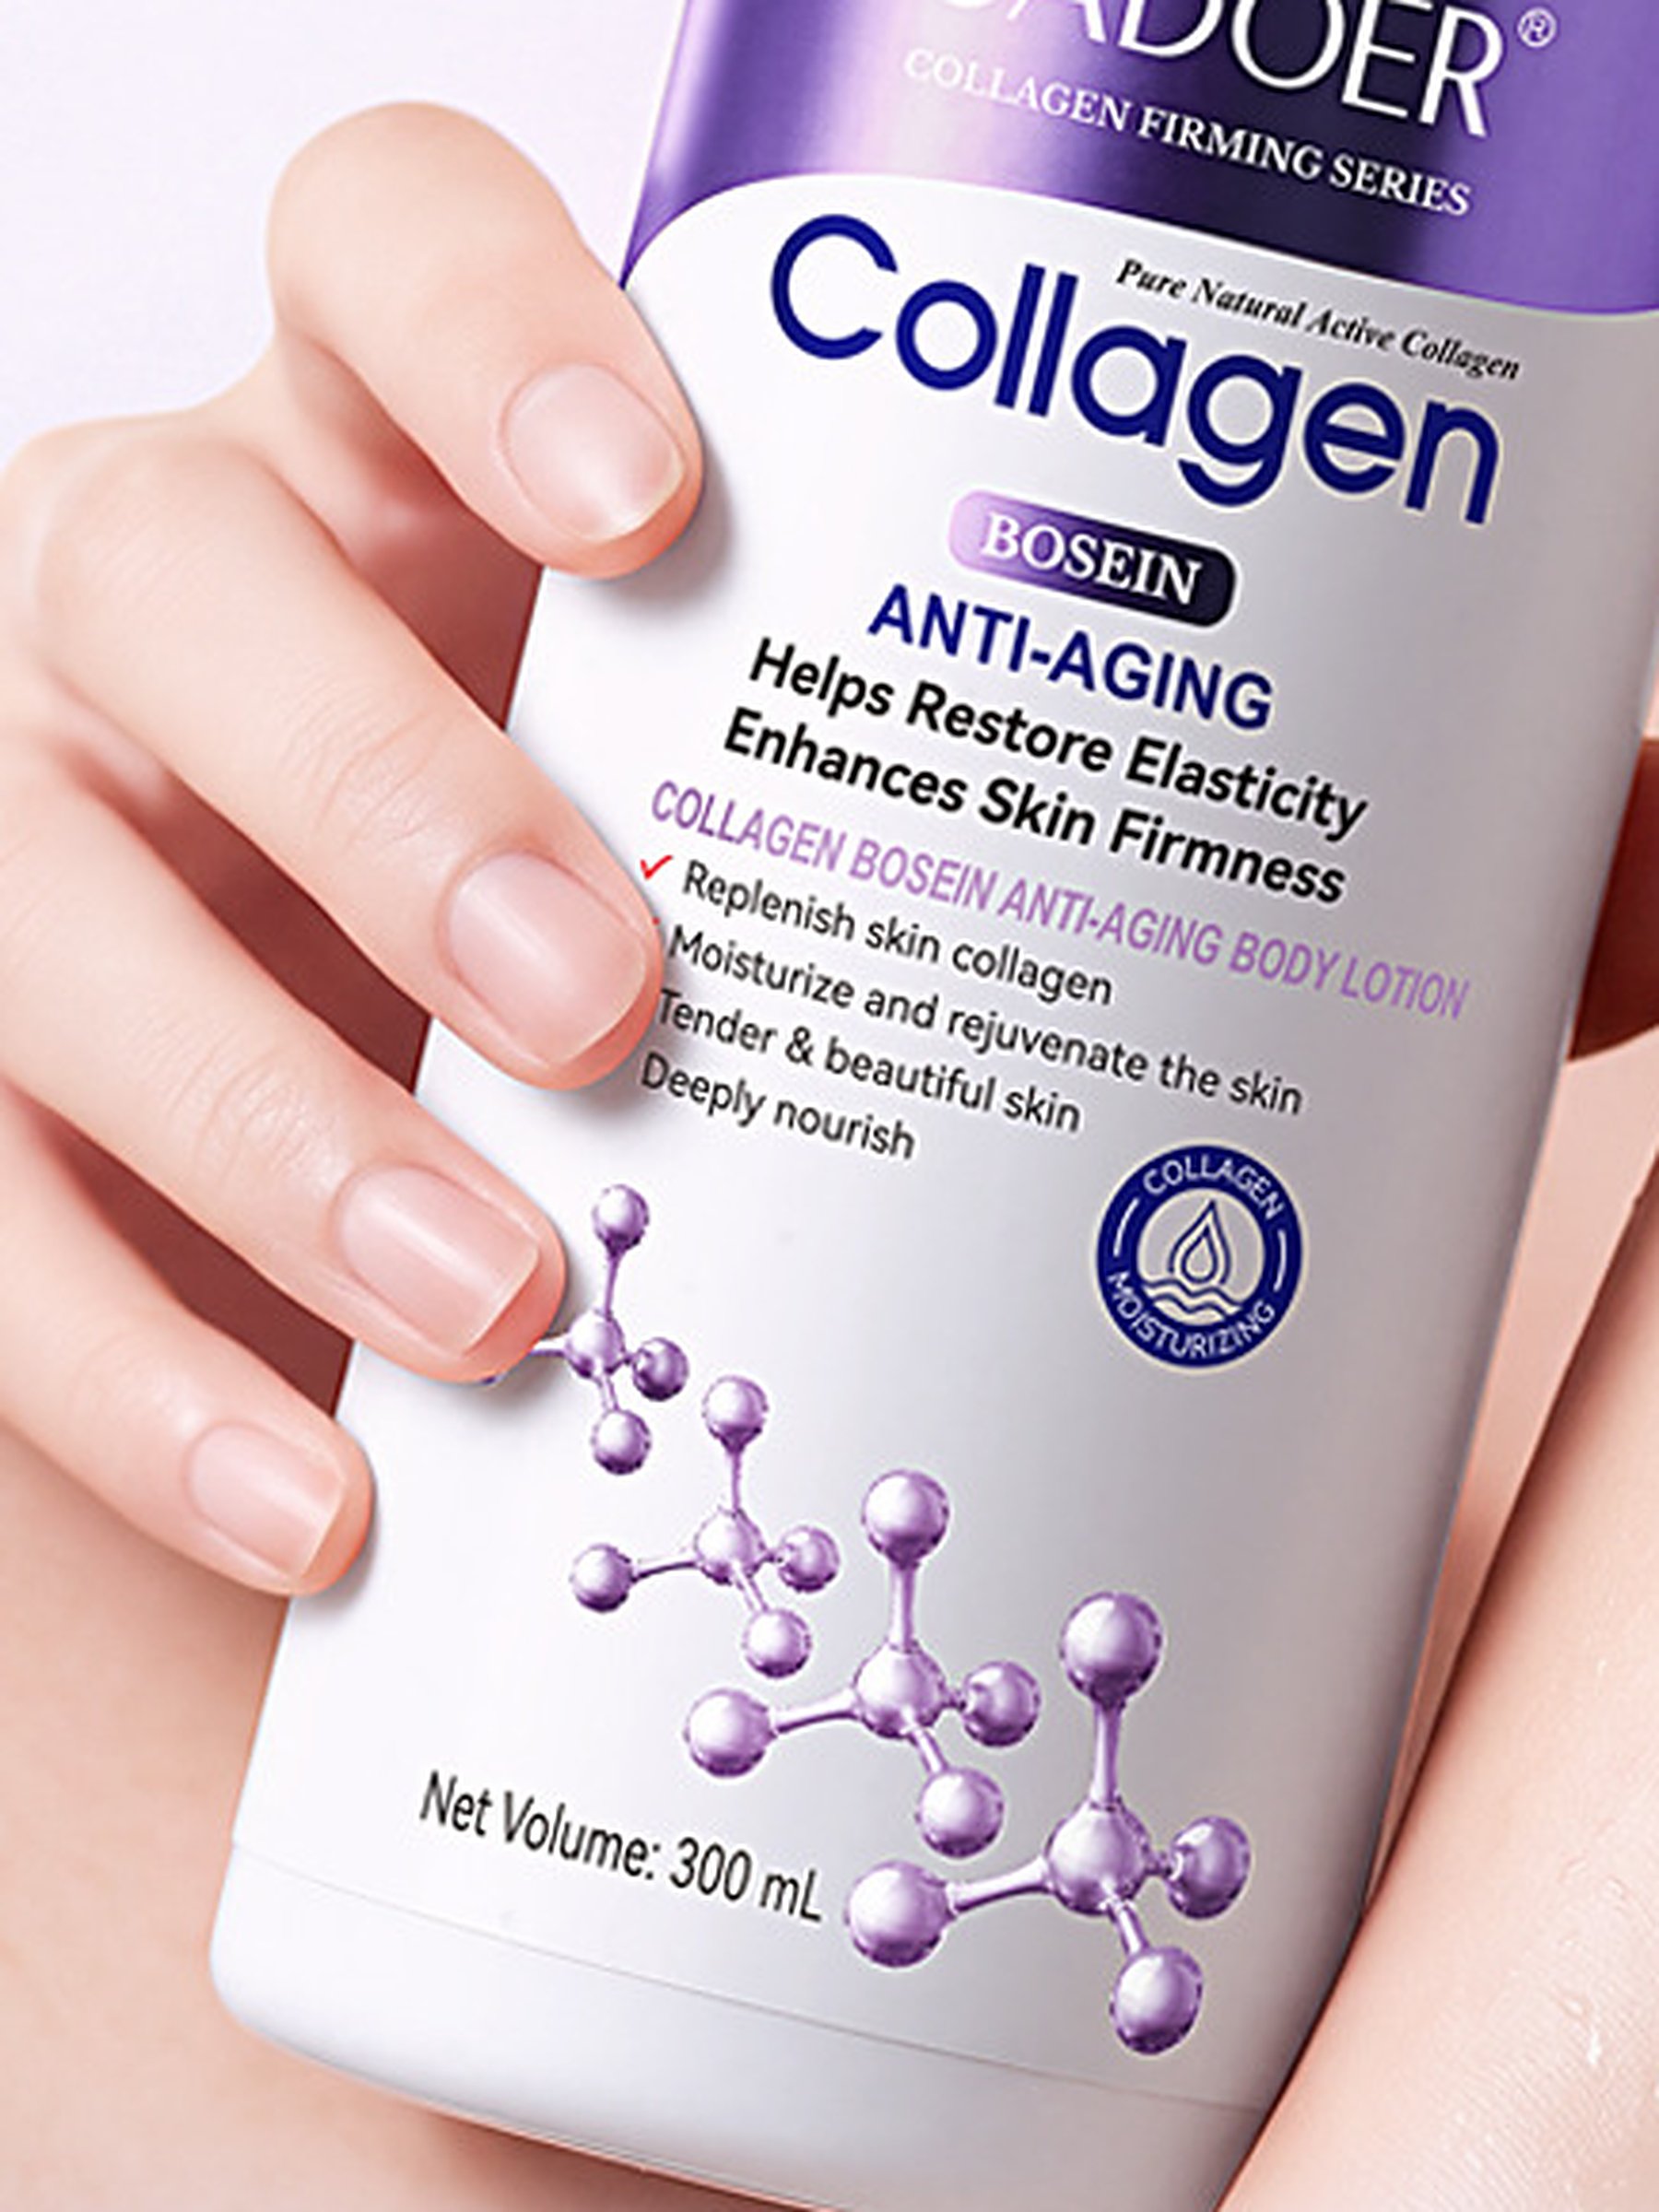 COLLAGEN FIRMING SERIES
Pure Natural Active Collagen
Collagen
BOSEIN
ANTI-AGING
Helps Restore Elasticity
Enhances Skin Firmness
COLLAGEN BOSEIN ANTI-AGING BODY LOTION
✓ Replenish skin collagen
Moisturize and rejuvenate the skin
Tender & beautiful skin
Deeply nourish
COLLAGEN
MOISTURIZING
Net Volume: 300 mL